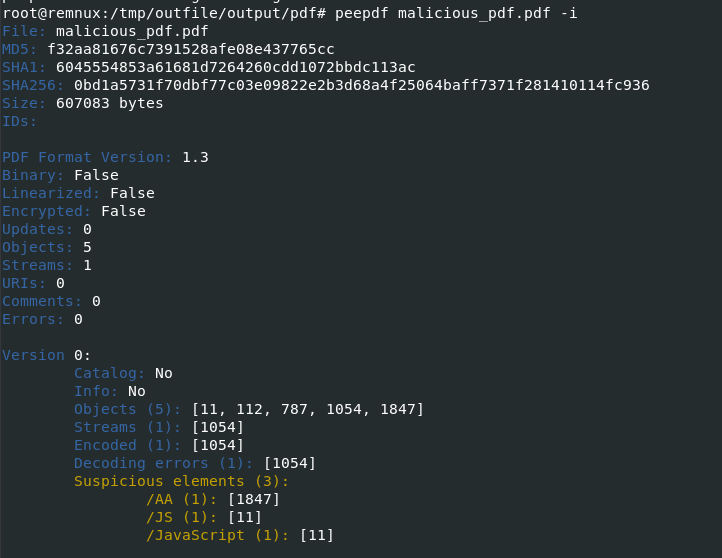 root@remnux:/tmp/outfile/output/pdf# peepdf malicious_pdf.pdf -i
File: malicious_pdf.pdf
MD5: f32aa81676c7391528afe08e437765cc
SHA1: 6045554853a61681d7264260cdd1072bbdc113ac
SHA256: 0bd1a5731f70dbf77c03e09822e2b3d68a4f25064baff7371f281410114fc936
Size: 607083 bytes
IDs:
PDF Format Version: 1.3
Binary: False
Linearized: False
Encrypted: False
Updates: 0
Objects: 5
Streams: 1
URIs: 0
Comments: 0
Errors: 0
Version 0:
Catalog: No
Info: No
Objects (5): [11, 112, 787, 1054, 1847]
Streams (1): [1054]
Encoded (1): [1054]
Decoding errors (1): [1054]
Suspicious elements (3):
/AA (1): [1847]
/JS (1): [11]
/JavaScript (1): [11]